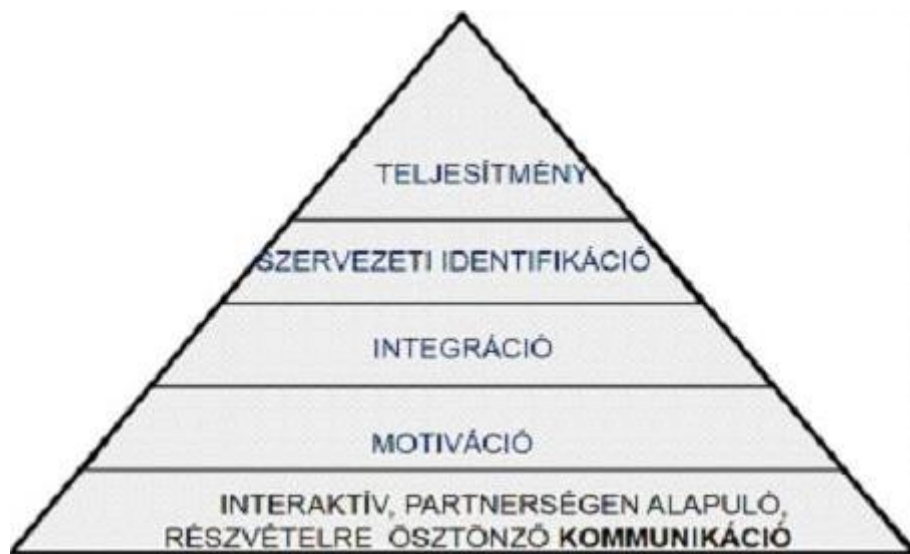 TELJESÍTMÉNY
SZERVEZETI IDENTIFIKÁCIÓ
INTEGRÁCIÓ
MOTIVÁCIÓ
INTERAKTÍV, PARTNERSÉGEN ALAPULÓ,
RÉSZVÉTELRE ÖSZTÖNZŐ KOMMUNIKÁCIÓ